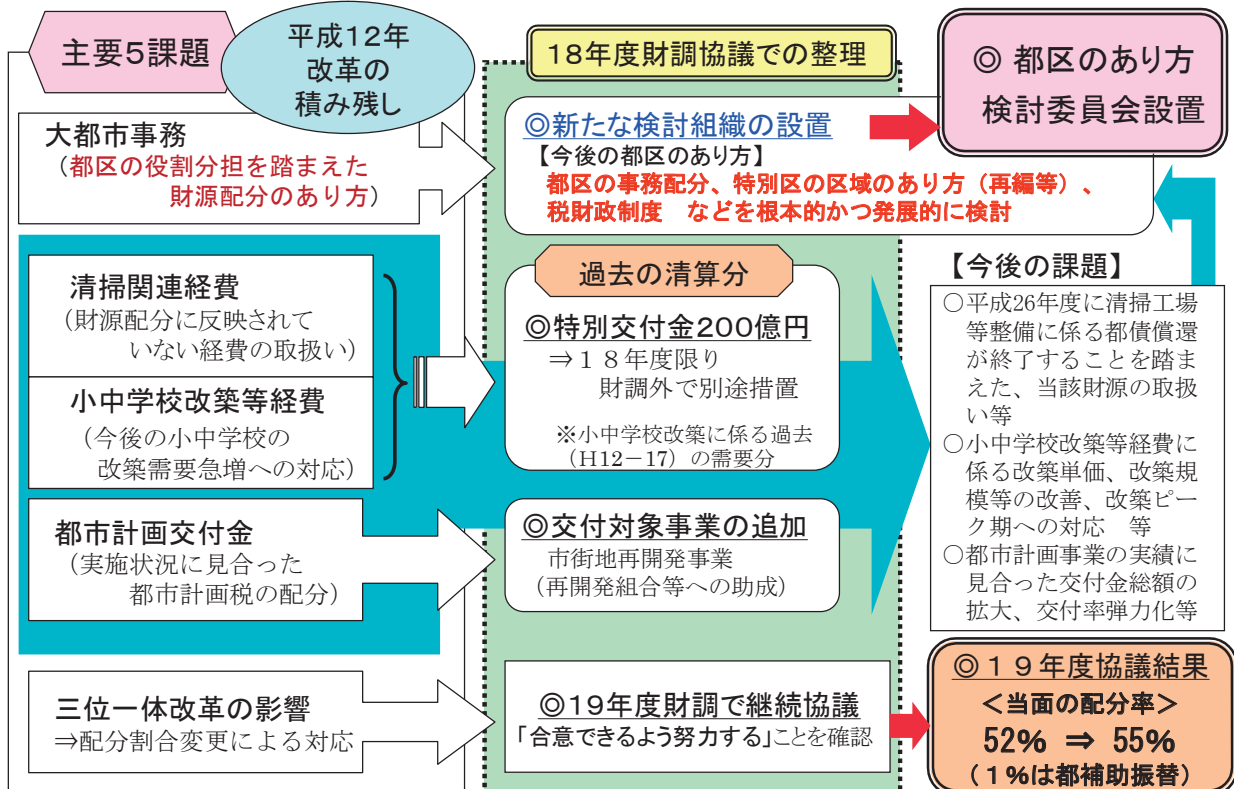 主要5課題
平成12年
改革の
積み残し
18年度財調協議での整理
◎ 都区のあり方
検討委員会設置
大都市事務
(都区の役割分担を踏まえた
財源配分のあり方)
◎新たな検討組織の設置
【今後の都区のあり方】
都区の事務配分、特別区の区域のあり方（再編等）、
税財政制度　などを根本的かつ発展的に検討
清掃関連経費
(財源配分に反映されて
いない経費の取扱い)
小中学校改築等経費
(今後の小中学校の
改築需要急増への対応)
過去の清算分
◎特別交付金200億円
⇒１８年度限り
財調外で別途措置
※小中学校改築に係る過去
（H12－17）の需要分
都市計画交付金
(実施状況に見合った
都市計画税の配分)
◎交付対象事業の追加
市街地再開発事業
(再開発組合等への助成)
【今後の課題】
○平成26年度に清掃工場
等整備に係る都債償還
が終了することを踏ま
えた、当該財源の取扱
い等
○小中学校改築等経費に
係る改築単価、改築規
模等の改善、改築ピー
ク期への対応　等
○都市計画事業の実績に
見合った交付金総額の
拡大、交付率弾力化等
三位一体改革の影響
⇒配分割合変更による対応
◎19年度財調で継続協議
「合意できるよう努力する」ことを確認
◎１９年度協議結果
＜当面の配分率＞
52% ⇒ 55%
（１%は都補助振替）